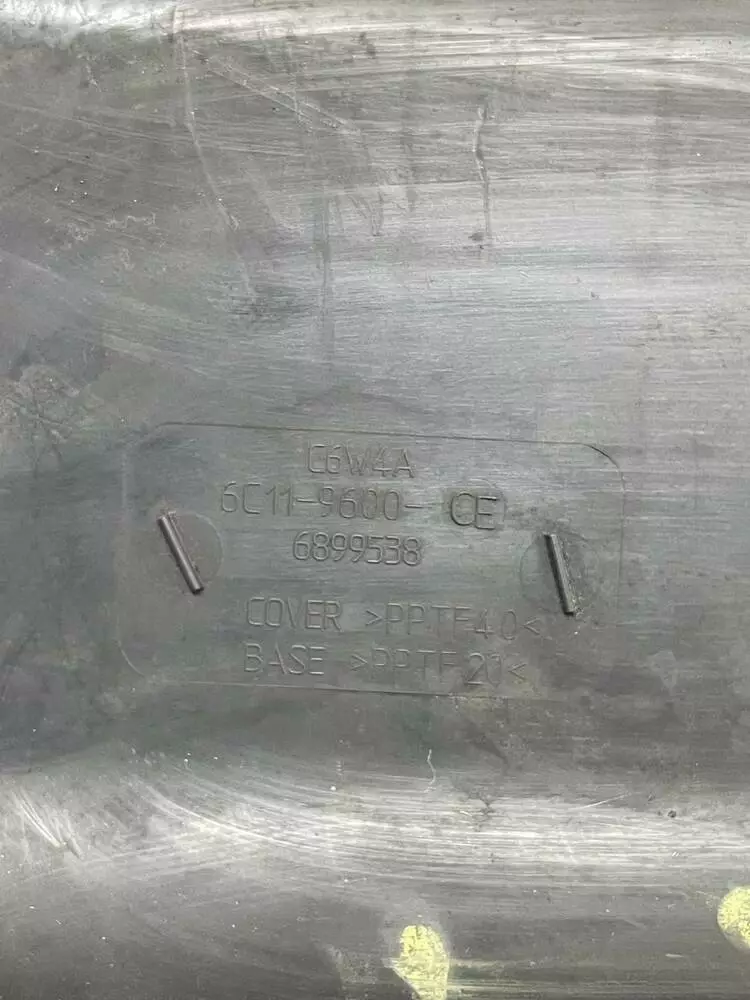 C6W4A
6C11-9600- CE
6899538
COVER >PPTF40<
BASE >PPTF20<